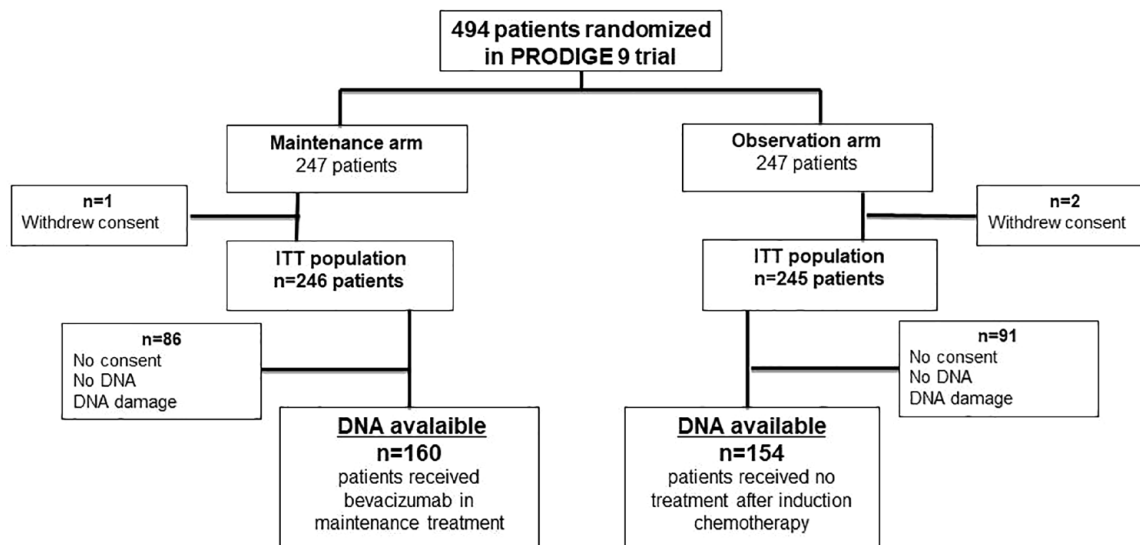 494 patients randomized
in PRODIGE 9 trial
Maintenance arm
247 patients
Observation arm
247 patients
n=1
Withdrew consent
n=2
Withdrew consent
ITT population
n=246 patients
ITT population
n=245 patients
n=86
No consent
No DNA
DNA damage
n=91
No consent
No DNA
DNA damage
DNA avalaible
n=160
patients received
bevacizumab in
maintenance treatment
DNA available
n=154
patients received no
treatment after induction
chemotherapy